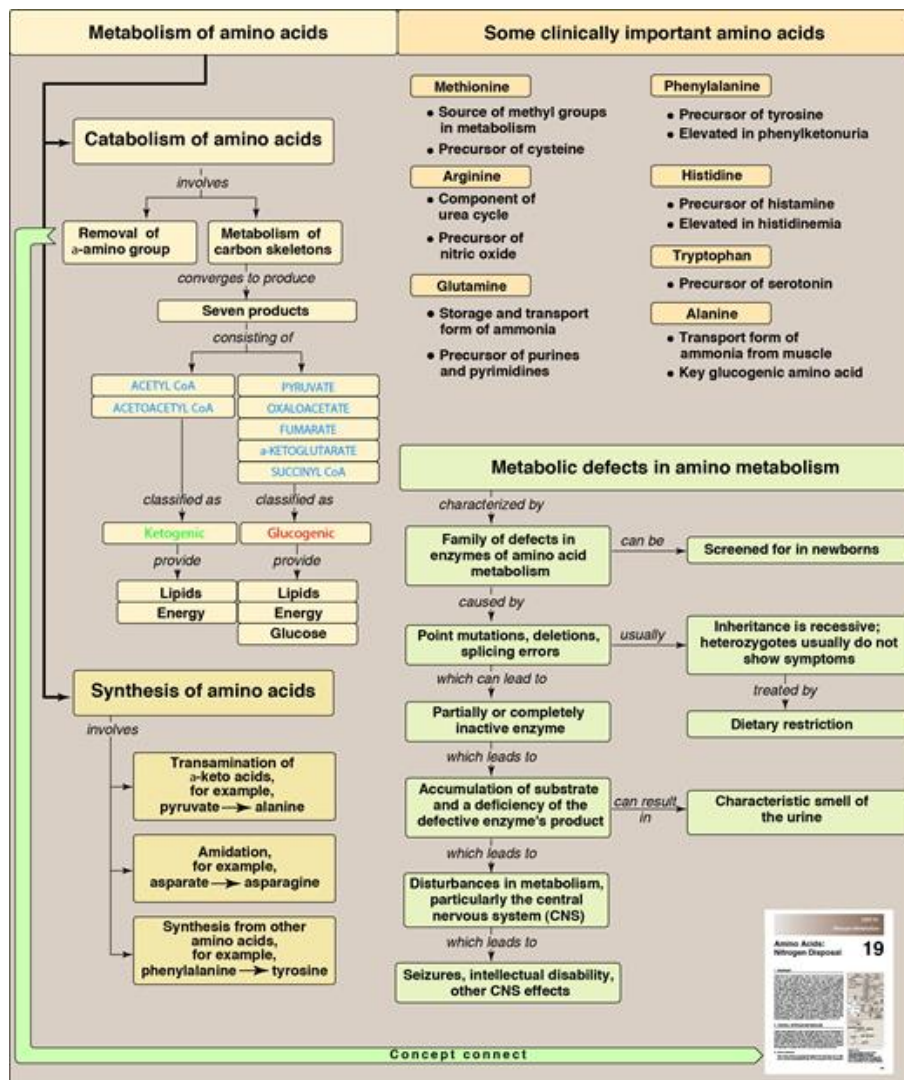 Metabolism of amino acids
Catabolism of amino acids
involves
Removal of
a-amino group
Metabolism of
carbon skeletons
converges to produce
Seven products
consisting of
ACETYL CoA
ACETOACETYL CoA
PYRUVATE
OXALOACETATE
FUMARATE
a-KETOGLUTARATE
SUCCINYL CoA
classified as
classified as
Ketogenic
Glucogenic
provide
provide
Lipids
Energy
Lipids
Energy
Glucose
Synthesis of amino acids
involves
Transamination of
a-keto acids,
for example,
pyruvate → alanine
Amidation,
for example,
asparate → asparagine
Synthesis from other
amino acids,
for example,
phenylalanine → tyrosine
Some clinically important amino acids
Methionine
• Source of methyl groups
in metabolism
• Precursor of cysteine
Arginine
• Component of
urea cycle
• Precursor of
nitric oxide
Glutamine
• Storage and transport
form of ammonia
• Precursor of purines
and pyrimidines
Phenylalanine
• Precursor of tyrosine
• Elevated in phenylketonuria
Histidine
• Precursor of histamine
• Elevated in histidinemia
Tryptophan
• Precursor of serotonin
Alanine
• Transport form of
ammonia from muscle
• Key glucogenic amino acid
Metabolic defects in amino metabolism
characterized by
Family of defects in
enzymes of amino acid
metabolism
can be
Screened for in newborns
caused by
Point mutations, deletions,
splicing errors
usually
Inheritance is recessive;
heterozygotes usually do not
show symptoms
treated by
Dietary restriction
which can lead to
Partially or completely
inactive enzyme
which leads to
Accumulation of substrate
and a deficiency of the
defective enzyme's product
can result
in
Characteristic smell of
the urine
which leads to
Disturbances in metabolism,
particularly the central
nervous system (CNS)
which leads to
Seizures, intellectual disability,
other CNS effects
Amino Acids:
Nitrogen Disposal
19
Concept connect